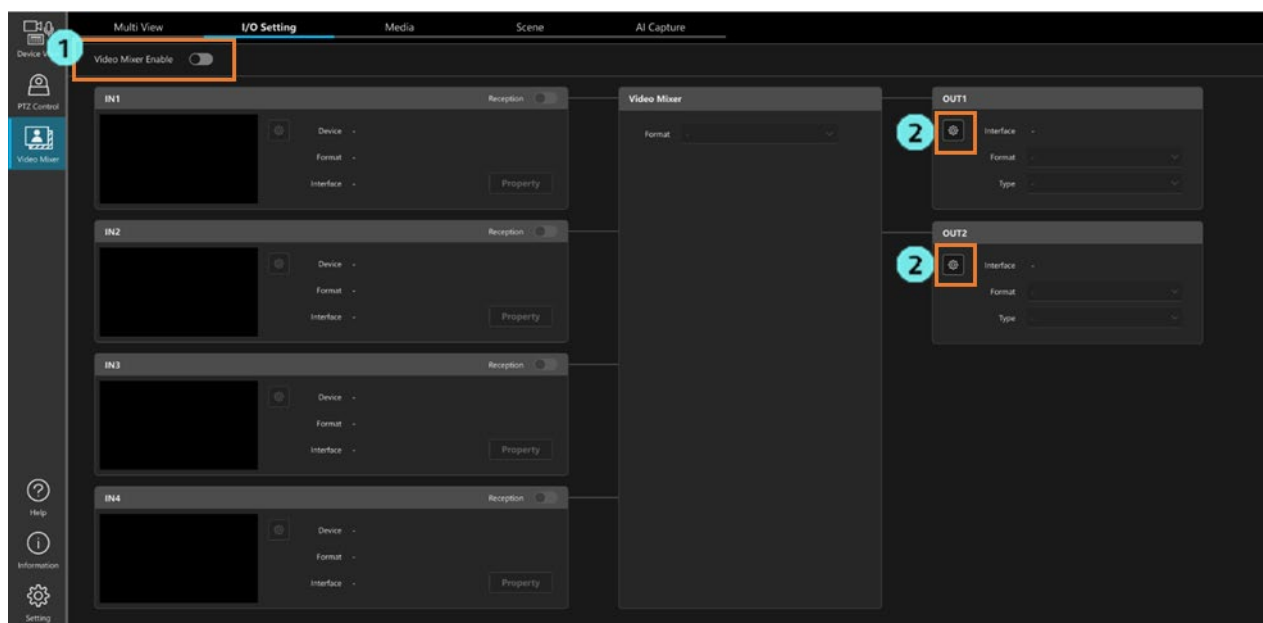 Multi View
I/O Setting
Media
Scene
AI Capture
1
Video Mixer Enable
Device V
PTZ Control
Video Mixer
Help
Information
Setting
IN1
Reception
Device -
Format -
Interface -
Property
IN2
Reception
Device -
Format -
Interface -
Property
IN3
Reception
Device -
Format -
Interface -
Property
IN4
Reception
Device -
Format -
Interface -
Property
Video Mixer
Format -
OUT1
2
Interface -
Format -
Type -
OUT2
2
Interface -
Format -
Type -